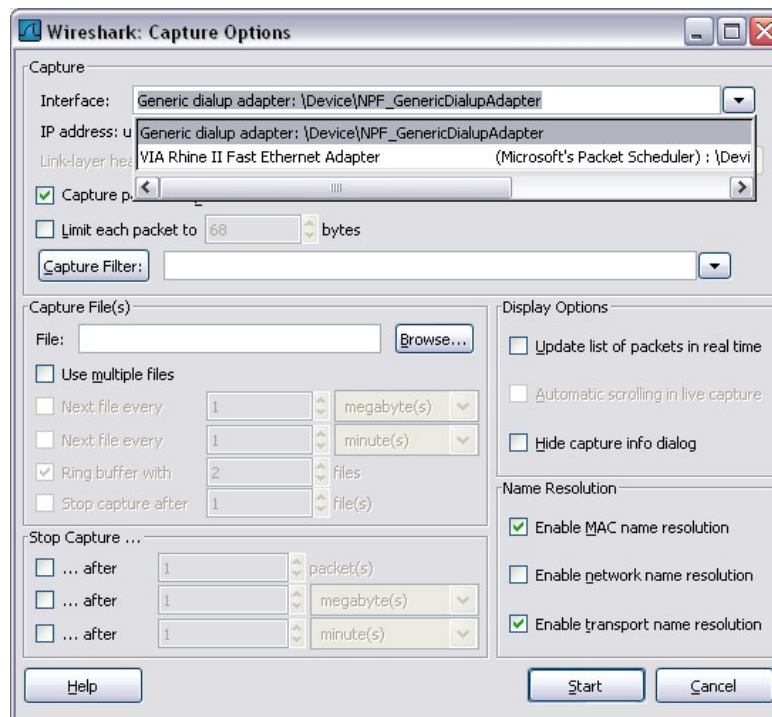 Wireshark: Capture Options
Capture
Interface: Generic dialup adapter: \Device\NPF_GenericDialupAdapter
Generic dialup adapter: \Device\NPF_GenericDialupAdapter
IP address: u
VIA Rhine II Fast Ethernet Adapter (Microsoft's Packet Scheduler) : \Devi
Link-layer hea
Capture p
Limit each packet to 68 bytes
Capture Filter:
Capture File(s)
File: Browse...
Use multiple files
Next file every 1 megabyte(s)
Next file every 1 minute(s)
Ring buffer with 2 files
Stop capture after 1 file(s)
Stop Capture ...
... after 1 packet(s)
... after 1 megabyte(s)
... after 1 minute(s)
Display Options
Update list of packets in real time
Automatic scrolling in live capture
Hide capture info dialog
Name Resolution
Enable MAC name resolution
Enable network name resolution
Enable transport name resolution
Help Start Cancel